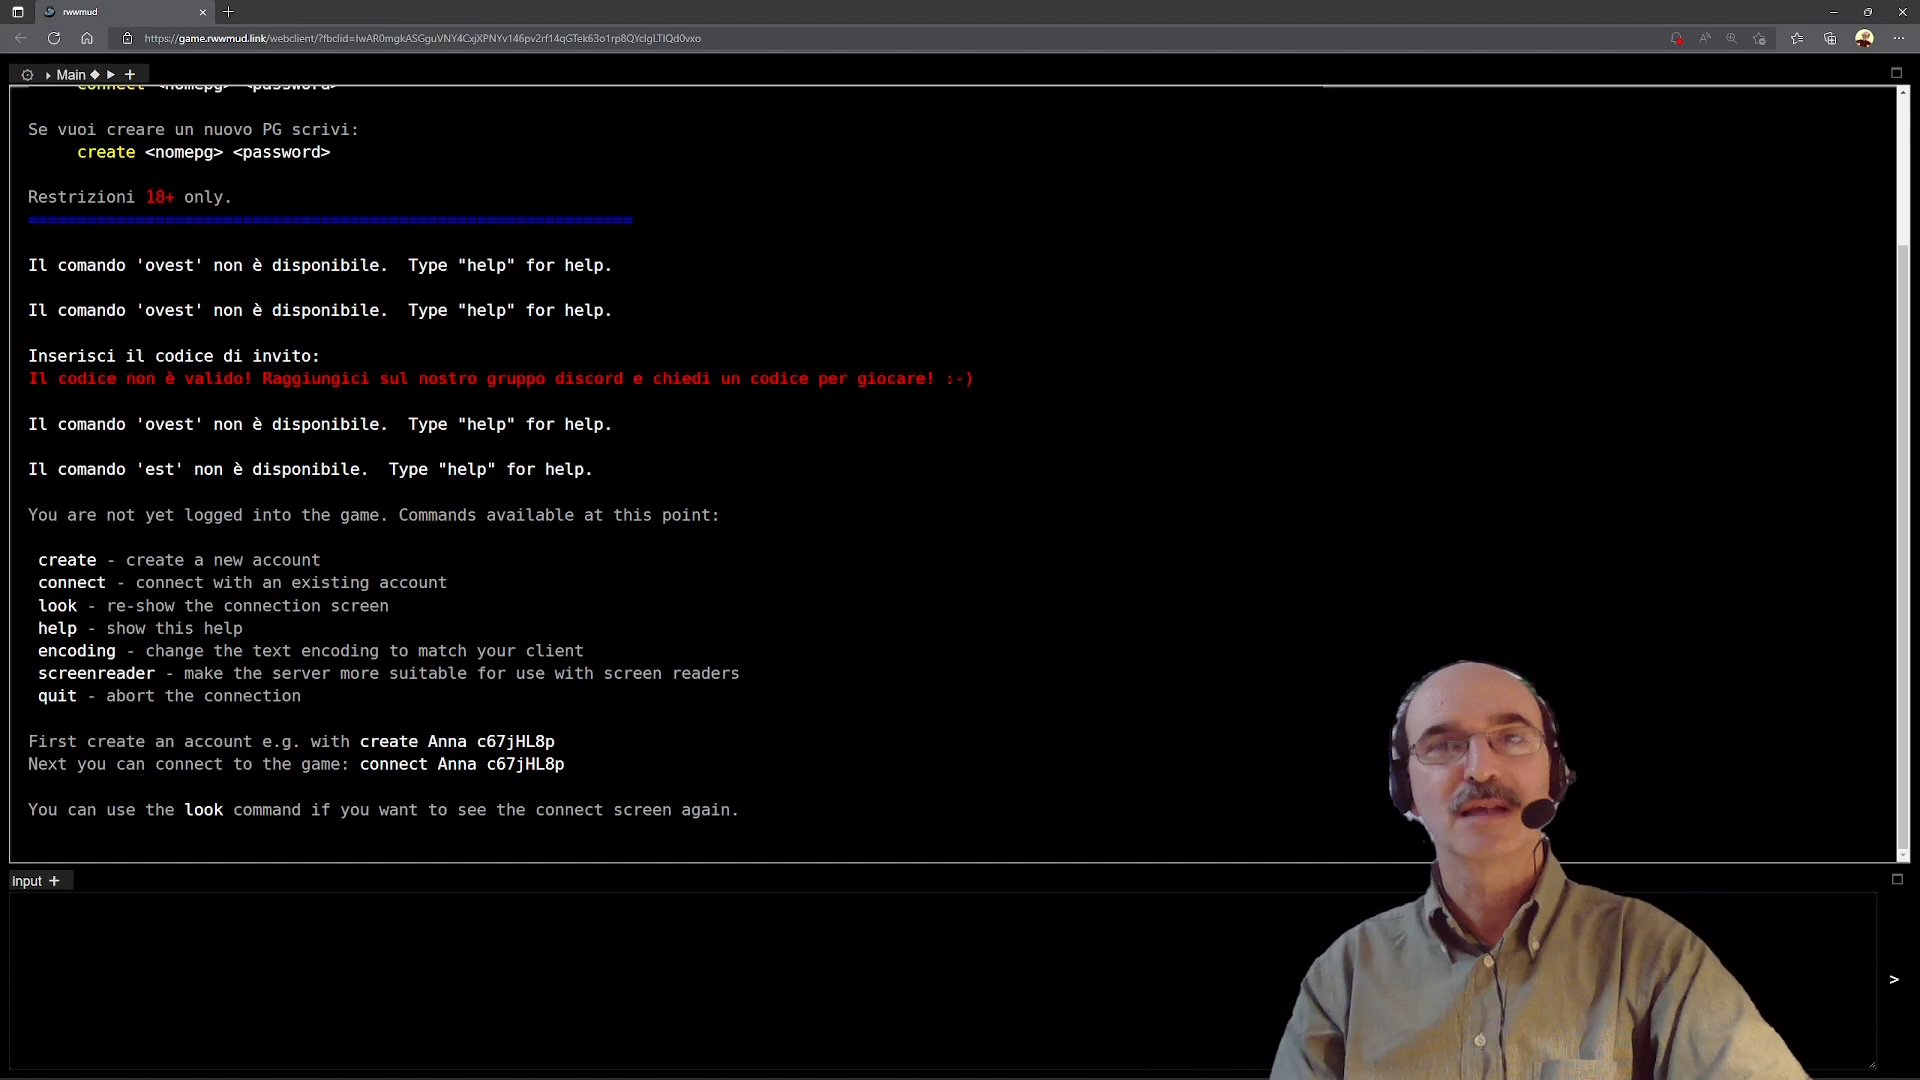 rwwmud
https://game.rwwmud.link/webclient/?fbclid=IwAR0mgkASGguVNY4CxjXPNYv146pv2rf14qGTek63o1rp8QYclgLTIQd0vxo
Main
connect <nomepg> <password>
Se vuoi creare un nuovo PG scrivi:
create <nomepg> <password>
Restrizioni 18+ only.
==============================================================
Il comando 'ovest' non è disponibile.  Type "help" for help.
Il comando 'ovest' non è disponibile.  Type "help" for help.
Inserisci il codice di invito:
Il codice non è valido! Raggiungici sul nostro gruppo discord e chiedi un codice per giocare! :-)
Il comando 'ovest' non è disponibile.  Type "help" for help.
Il comando 'est' non è disponibile.  Type "help" for help.
You are not yet logged into the game. Commands available at this point:
create - create a new account
connect - connect with an existing account
look - re-show the connection screen
help - show this help
encoding - change the text encoding to match your client
screenreader - make the server more suitable for use with screen readers
quit - abort the connection
First create an account e.g. with create Anna c67jHL8p
Next you can connect to the game: connect Anna c67jHL8p
You can use the look command if you want to see the connect screen again.
input +
>